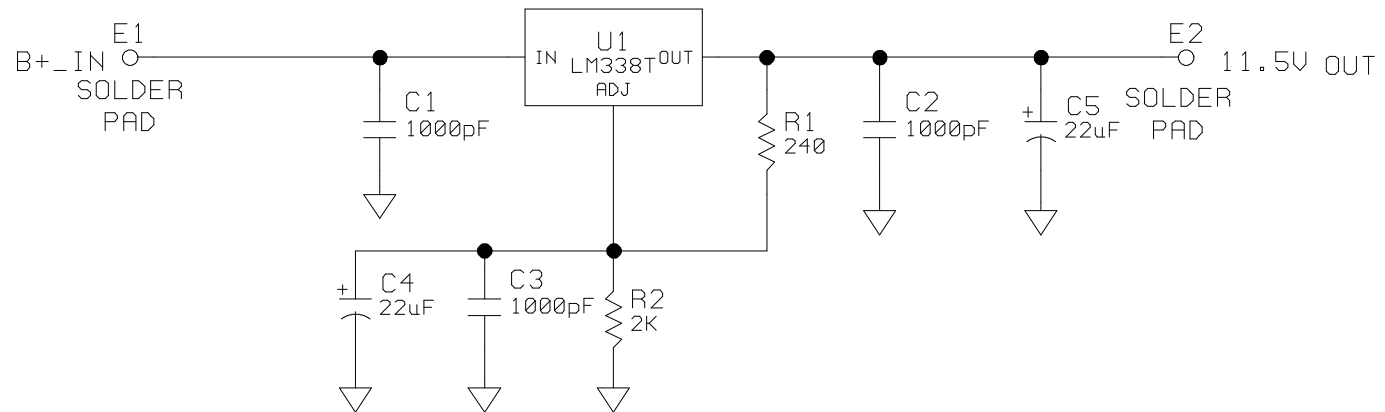 B+_IN
E1
SOLDER
PAD
C1
1000pF
IN
U1
LM338T
OUT
ADJ
R1
240
C2
1000pF
+
C5
22uF
E2
11.5V OUT
SOLDER
PAD
+
C4
22uF
C3
1000pF
R2
2K